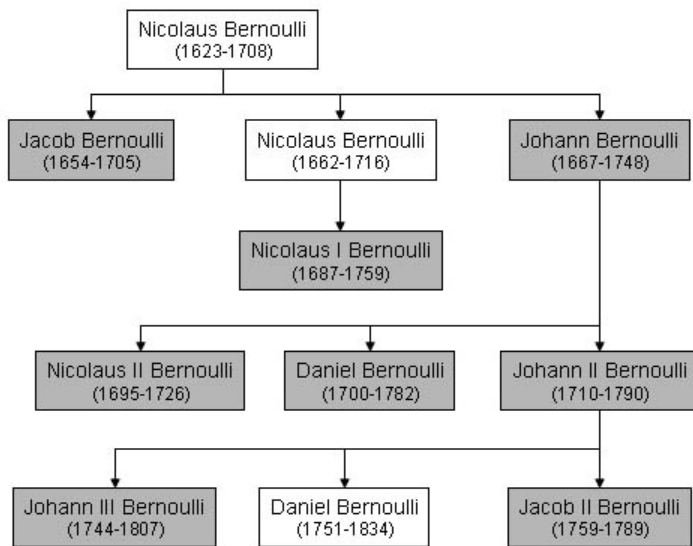 Nicolaus Bernoulli
(1623-1708)
Jacob Bernoulli
(1654-1705)
Nicolaus Bernoulli
(1662-1716)
Johann Bernoulli
(1667-1748)
Nicolaus I Bernoulli
(1687-1759)
Nicolaus II Bernoulli
(1695-1726)
Daniel Bernoulli
(1700-1782)
Johann II Bernoulli
(1710-1790)
Johann III Bernoulli
(1744-1807)
Daniel Bernoulli
(1751-1834)
Jacob II Bernoulli
(1759-1789)